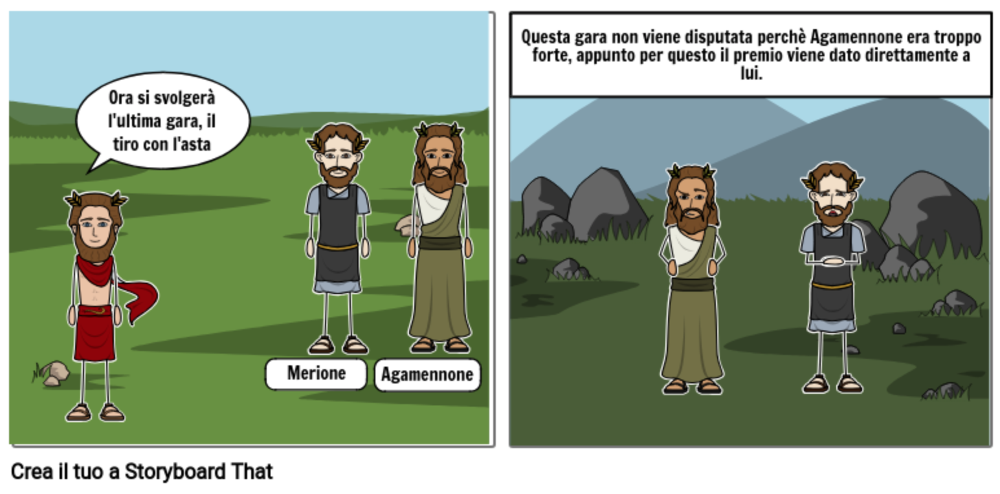 Ora si svolgerà
l'ultima gara, il
tiro con l'asta
Merione
Agamennone
Questa gara non viene disputata perchè Agamennone era troppo
forte, appunto per questo il premio viene dato direttamente a
lui.
Crea il tuo a Storyboard That